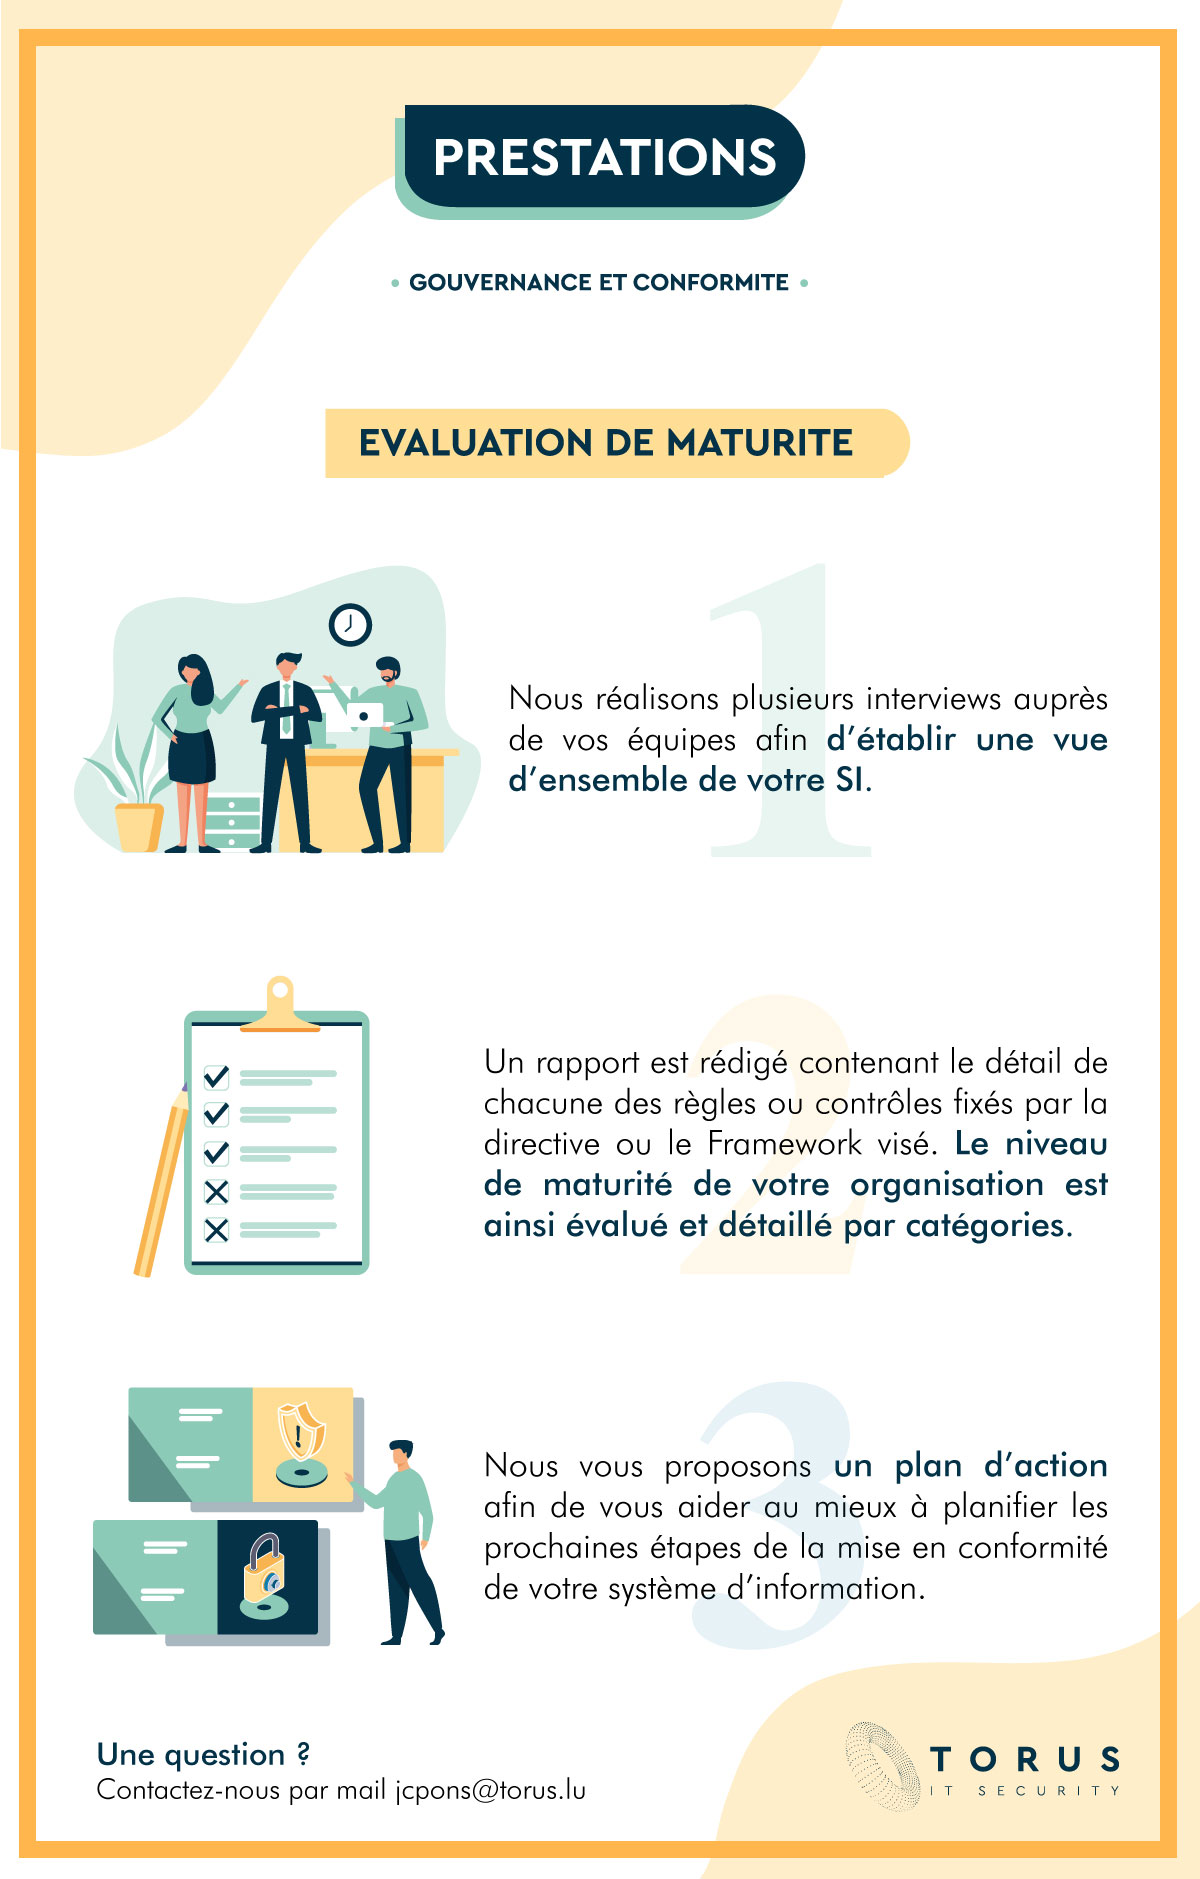 PRESTATIONS
• GOUVERNANCE ET CONFORMITE •
EVALUATION DE MATURITE
1
Nous réalisons plusieurs interviews auprès
de vos équipes afin d’établir une vue
d’ensemble de votre SI.
2
Un rapport est rédigé contenant le détail de
chacune des règles ou contrôles fixés par la
directive ou le Framework visé. Le niveau
de maturité de votre organisation est
ainsi évalué et détaillé par catégories.
3
Nous vous proposons un plan d’action
afin de vous aider au mieux à planifier les
prochaines étapes de la mise en conformité
de votre système d’information.
Une question ?
Contactez-nous par mail jcpons@torus.lu
TORUS
IT SECURITY